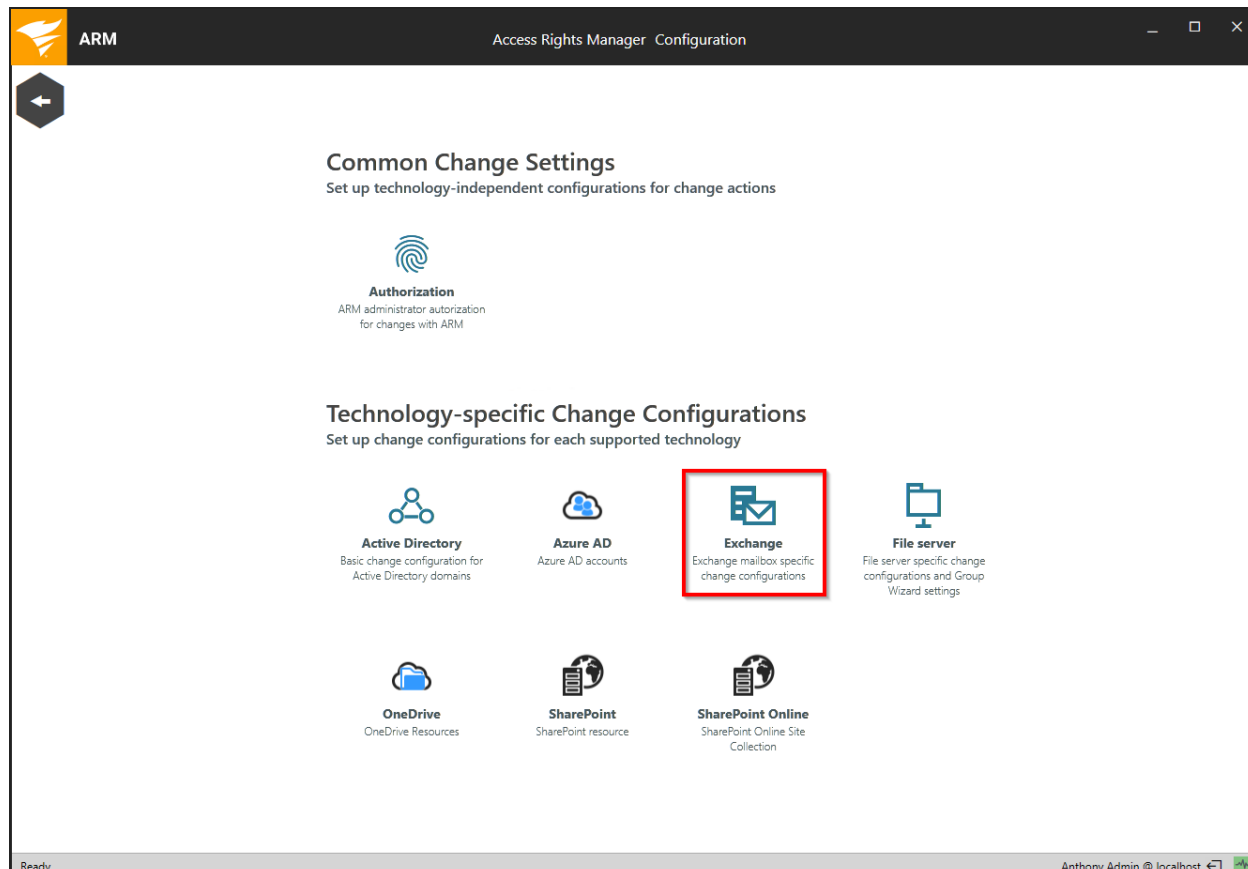 ARM
Access Rights Manager Configuration
Common Change Settings
Set up technology-independent configurations for change actions
Authorization
ARM administrator autorization
for changes with ARM
Technology-specific Change Configurations
Set up change configurations for each supported technology
Active Directory
Basic change configuration for
Active Directory domains
Azure AD
Azure AD accounts
Exchange
Exchange mailbox specific
change configurations
File server
File server specific change
configurations and Group
Wizard settings
OneDrive
OneDrive Resources
SharePoint
SharePoint resource
SharePoint Online
SharePoint Online Site
Collection
Ready
Anthony Admin @ localhost